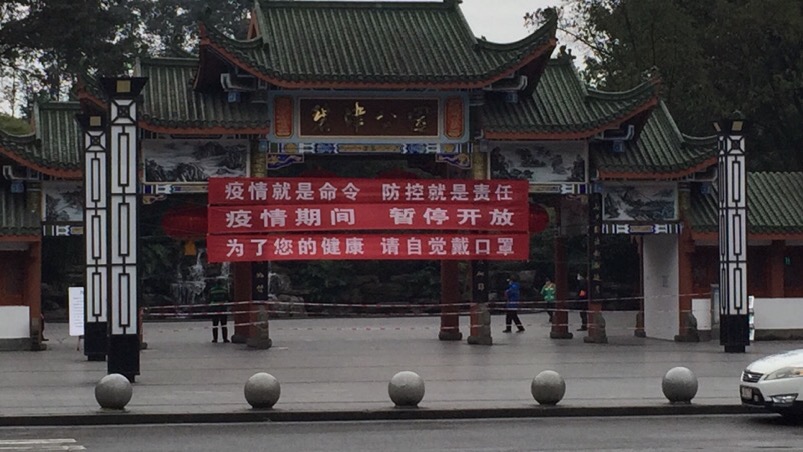 疫情就是命令 防控就是责任
疫情期间 暂停开放
为了您的健康 请自觉戴口罩